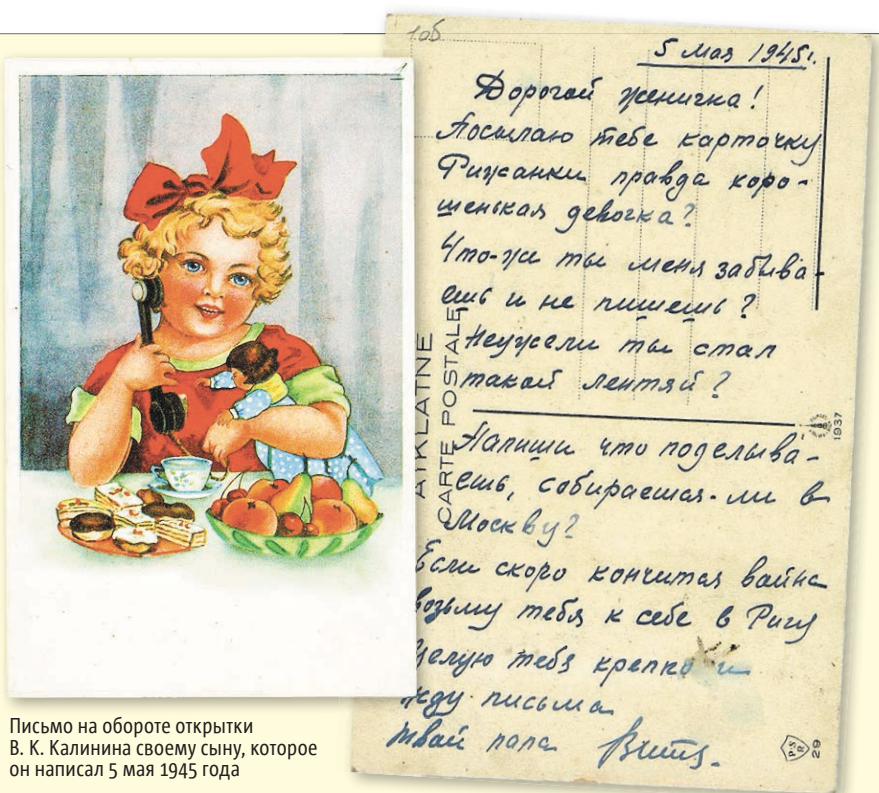 105
5 мая 1945г.
Дорогой Женичка!
Посылаю тебе карточку
Рижанки правда хоро-
шенькая девочка?
Что-же ты меня забыва-
ешь и не пишешь?
Неужели ты стал
такой лентяй?
Напиши что поделыва-
ешь, собираешся-ли в
Москву?
Если скоро кончится война
возьму тебя к себе в Ригу
Целую тебя крепко и
жду письма
твой папа Витя.
ATKLATNE
CARTE POSTALE
1937
PSR
29
Письмо на обороте открытки
В. К. Калинина своему сыну, которое
он написал 5 мая 1945 года